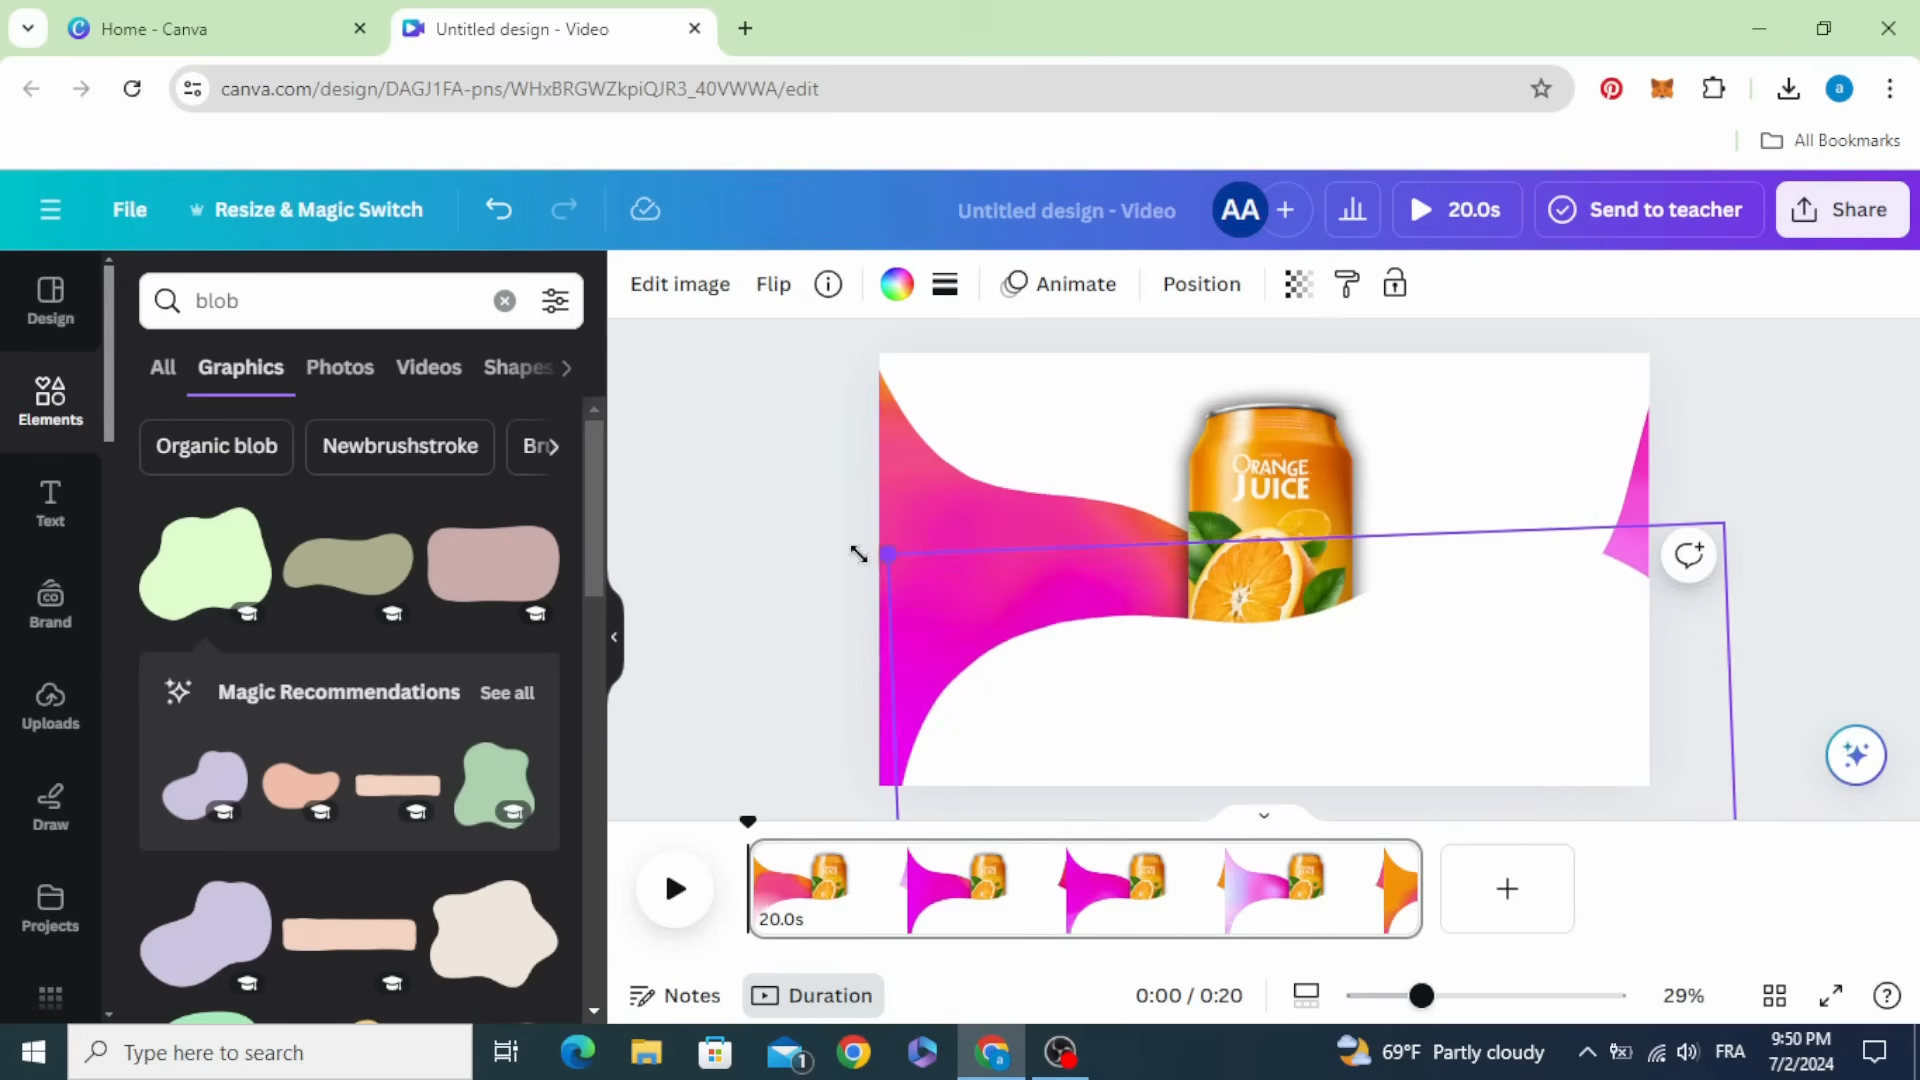 Home - Canva
Untitled design - Video
canva.com/design/DAGJ1FA-pns/WHxBRGWZkpiQJR3_40VWWA/edit
a
All Bookmarks
File
Resize & Magic Switch
Untitled design - Video
AA
20.0s
Send to teacher
Share
Design
Elements
Text
Brand
Uploads
Draw
Projects
blob
All
Graphics
Photos
Videos
Shapes
Organic blob
Newbrushstroke
Magic Recommendations
See all
Edit image
Flip
Animate
Position
ORANGE
JUICE
20.0s
Notes
Duration
0:00 / 0:20
29%
Type here to search
1
69°F Partly cloudy
FRA
9:50 PM
7/2/2024